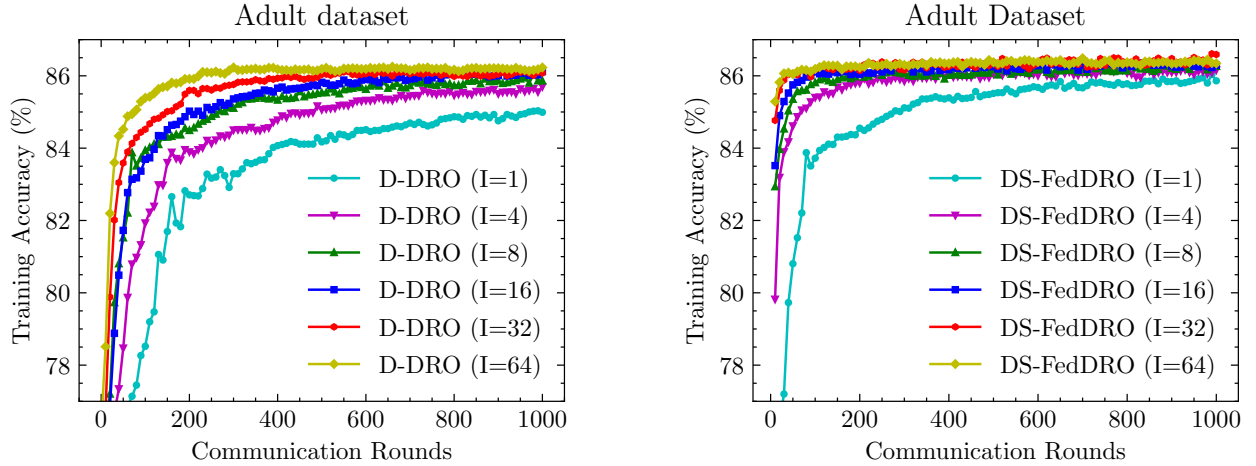 Adult dataset
Training Accuracy (%)
86
84
82
80
78
D-DRO (I=1)
D-DRO (I=4)
D-DRO (I=8)
D-DRO (I=16)
D-DRO (I=32)
D-DRO (I=64)
0 200 400 600 800 1000
Communication Rounds
Adult Dataset
Training Accuracy (%)
86
84
82
80
78
DS-FedDRO (I=1)
DS-FedDRO (I=4)
DS-FedDRO (I=8)
DS-FedDRO (I=16)
DS-FedDRO (I=32)
DS-FedDRO (I=64)
0 200 400 600 800 1000
Communication Rounds